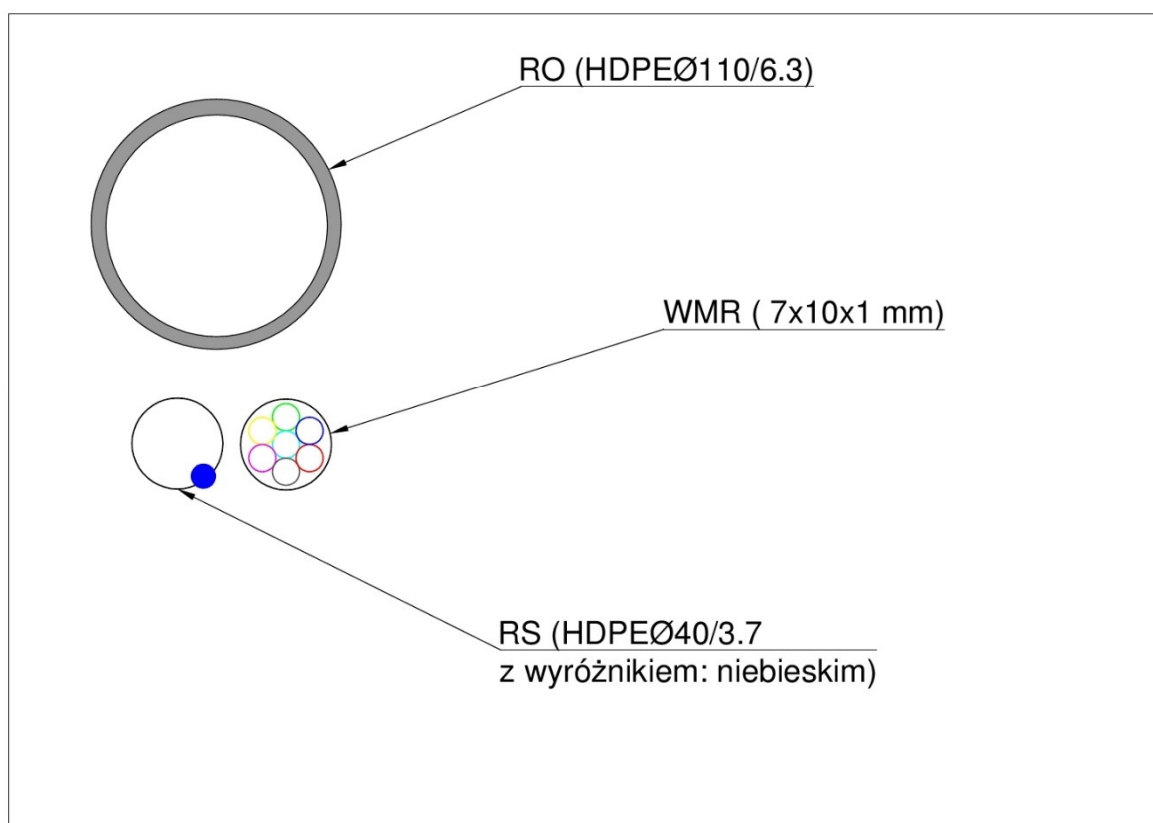 RO (HDPEØ110/6.3)
WMR ( 7x10x1 mm)
RS (HDPEØ40/3.7
z wyróżnikiem: niebieskim)